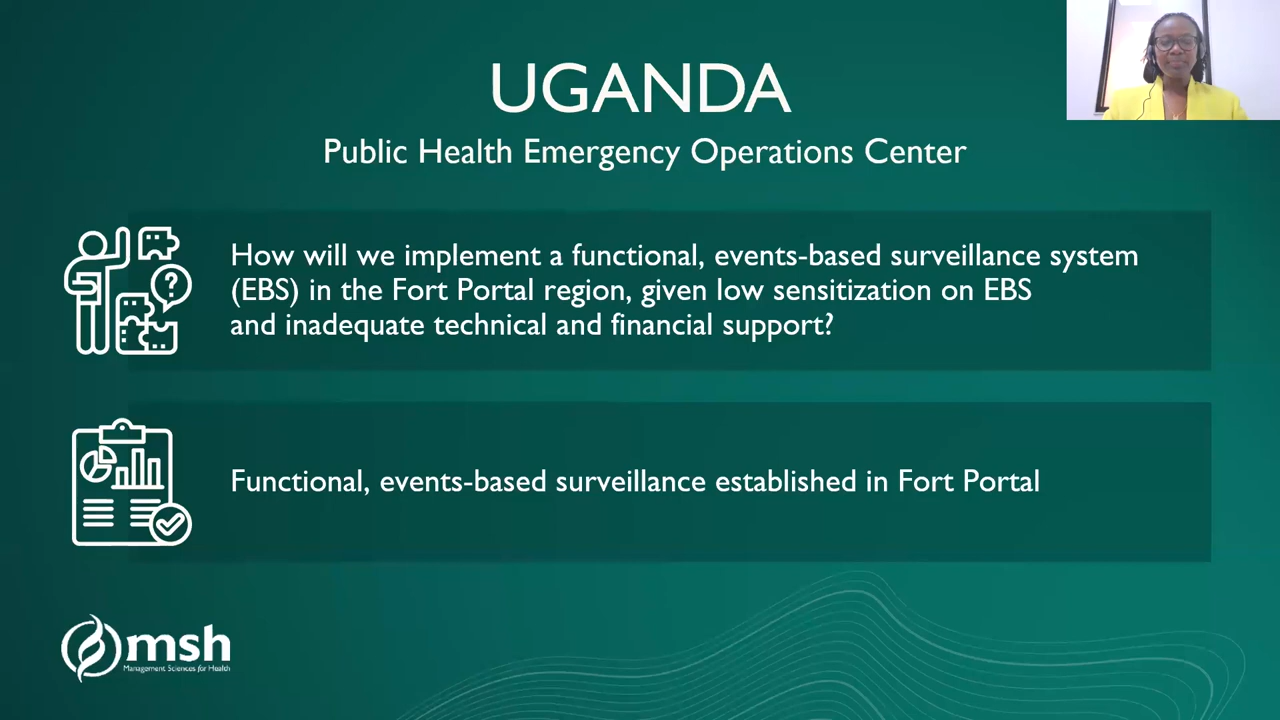 UGANDA
Public Health Emergency Operations Center
How will we implement a functional, events-based surveillance system
(EBS) in the Fort Portal region, given low sensitization on EBS
and inadequate technical and financial support?
?
Functional, events-based surveillance established in Fort Portal
msh
Management Sciences for Health